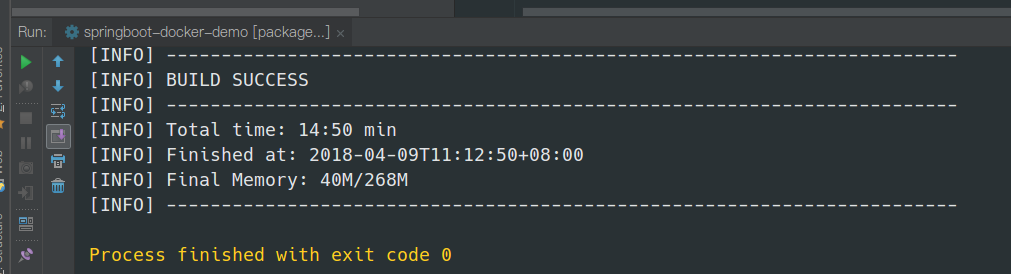 Run: springboot-docker-demo [package...] ×
[INFO] ------------------------------------------------------------------------
[INFO] BUILD SUCCESS
[INFO] ------------------------------------------------------------------------
[INFO] Total time: 14:50 min
[INFO] Finished at: 2018-04-09T11:12:50+08:00
[INFO] Final Memory: 40M/268M
[INFO] ------------------------------------------------------------------------
Process finished with exit code 0